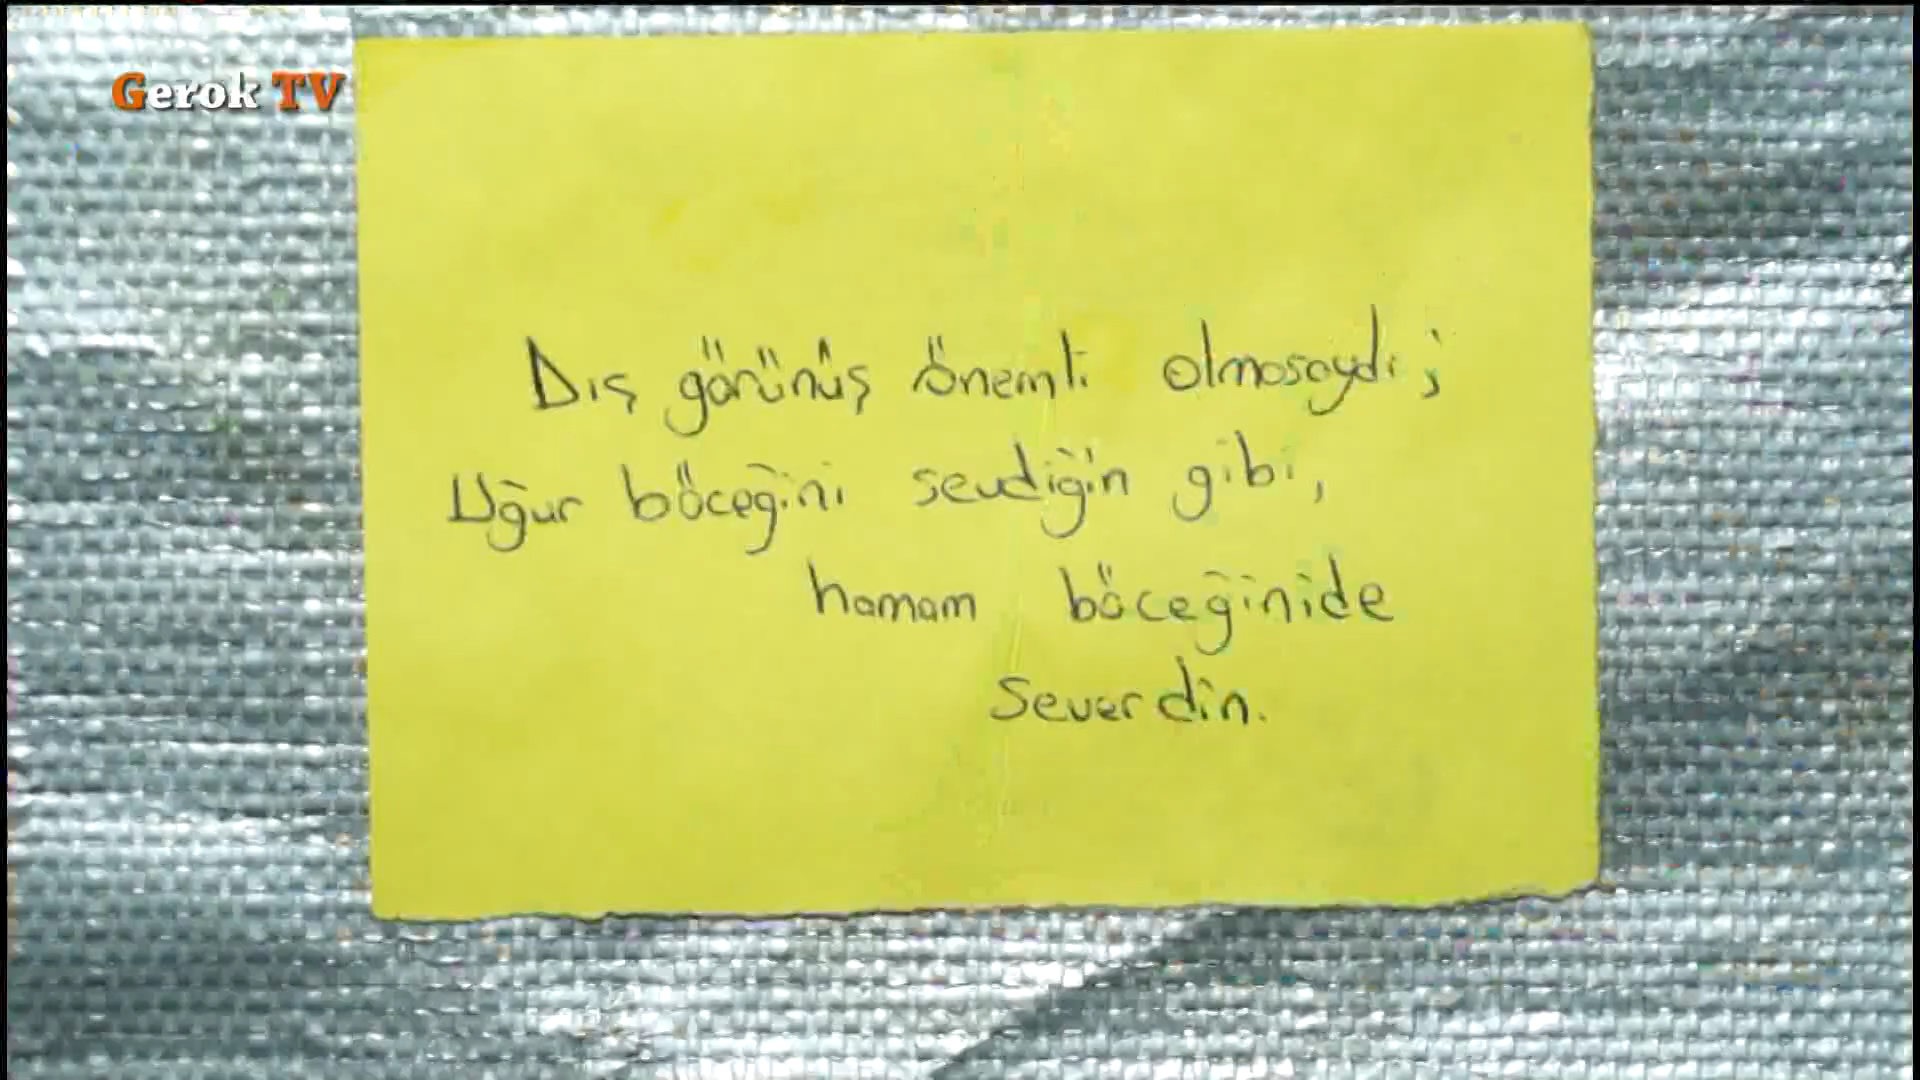 Gerok TV
Dış görünüş önemli olmasaydı;
Uğur böceğini sevdiğin gibi,
hamam böceğinide
severdin.